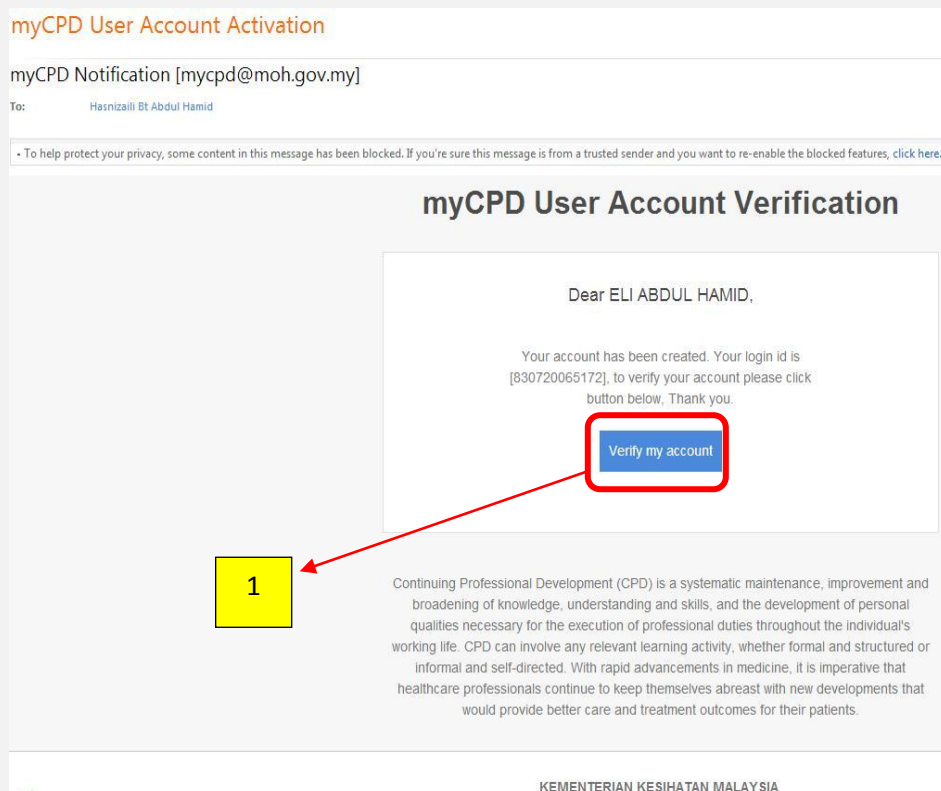 myCPD User Account Activation
myCPD Notification [mycpd@moh.gov.my]
To: Hasnizaili Bt Abdul Hamid
• To help protect your privacy, some content in this message has been blocked. If you're sure this message is from a trusted sender and you want to re-enable the blocked features, click here.
myCPD User Account Verification
Dear ELI ABDUL HAMID,
Your account has been created. Your login id is
[830720065172], to verify your account please click
button below, Thank you.
Verify my account
1
Continuing Professional Development (CPD) is a systematic maintenance, improvement and
broadening of knowledge, understanding and skills, and the development of personal
qualities necessary for the execution of professional duties throughout the individual's
working life. CPD can involve any relevant learning activity, whether formal and structured or
informal and self-directed. With rapid advancements in medicine, it is imperative that
healthcare professionals continue to keep themselves abreast with new developments that
would provide better care and treatment outcomes for their patients.
KEMENTERIAN KESIHATAN MALAYSIA